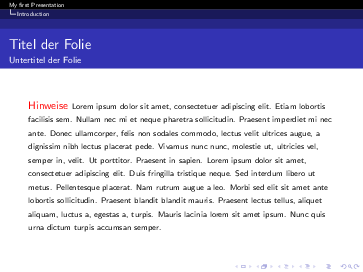 My first Presentation
Introduction
Titel der Folie
Untertitel der Folie
Hinweise Lorem ipsum dolor sit amet, consectetuer adipiscing elit. Etiam lobortis
facilisis sem. Nullam nec mi et neque pharetra sollicitudin. Praesent imperdiet mi nec
ante. Donec ullamcorper, felis non sodales commodo, lectus velit ultrices augue, a
dignissim nibh lectus placerat pede. Vivamus nunc nunc, molestie ut, ultricies vel,
semper in, velit. Ut porttitor. Praesent in sapien. Lorem ipsum dolor sit amet,
consectetuer adipiscing elit. Duis fringilla tristique neque. Sed interdum libero ut
metus. Pellentesque placerat. Nam rutrum augue a leo. Morbi sed elit sit amet ante
lobortis sollicitudin. Praesent blandit blandit mauris. Praesent lectus tellus, aliquet
aliquam, luctus a, egestas a, turpis. Mauris lacinia lorem sit amet ipsum. Nunc quis
urna dictum turpis accumsan semper.